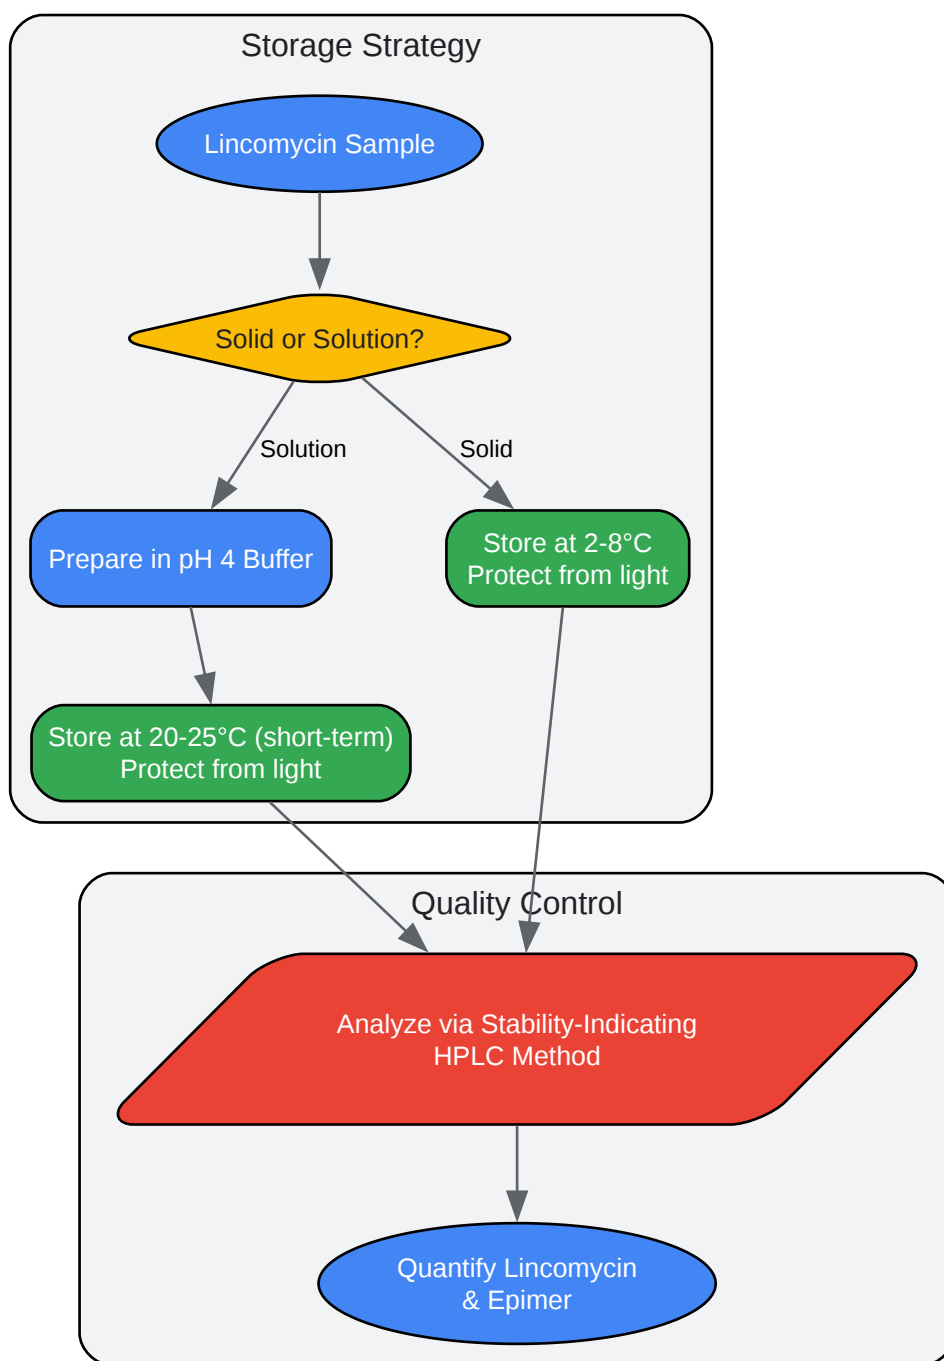 Storage Strategy
Lincomycin Sample
Solid or Solution?
Solution
Solid
Prepare in pH 4 Buffer
Store at 2-8°C
Protect from light
Store at 20-25°C (short-term)
Protect from light
Quality Control
Analyze via Stability-Indicating
HPLC Method
Quantify Lincomycin
& Epimer